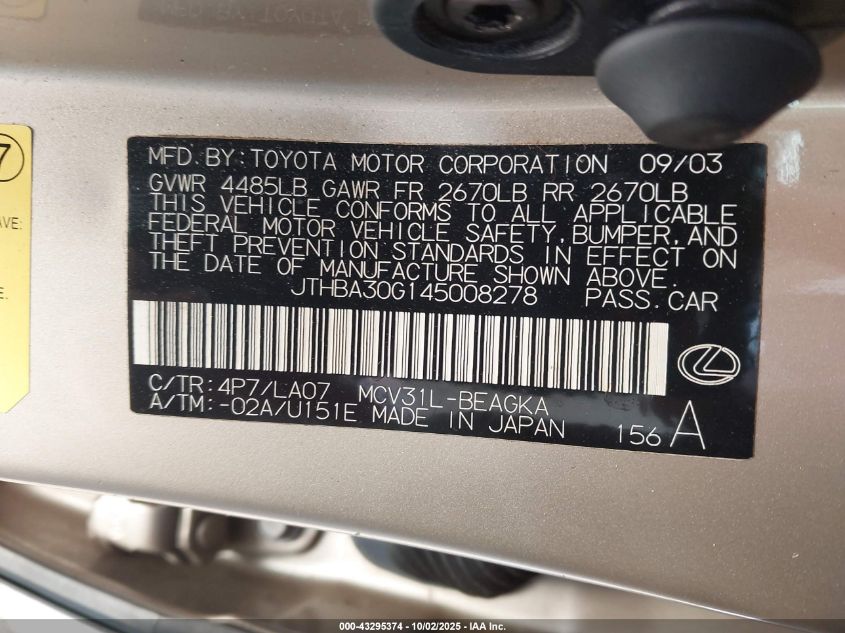 7
AVE:
MFD. BY: TOYOTA MOTOR CORPORATION 09/03
GVWR 4485LB GAWR FR 2670LB RR 2670LB
THIS VEHICLE CONFORMS TO ALL APPLICABLE
FEDERAL MOTOR VEHICLE SAFETY, BUMPER, AND
THEFT PREVENTION STANDARDS IN EFFECT ON
THE DATE OF MANUFACTURE SHOWN ABOVE.
JTHBA30G145008278 PASS. CAR
C/TR: 4P7/LA07 MCV31L-BEAGKA
A/TM: -02A/U151E MADE IN JAPAN 156 A
000-43295374 - 10/02/2025 - IAA Inc.